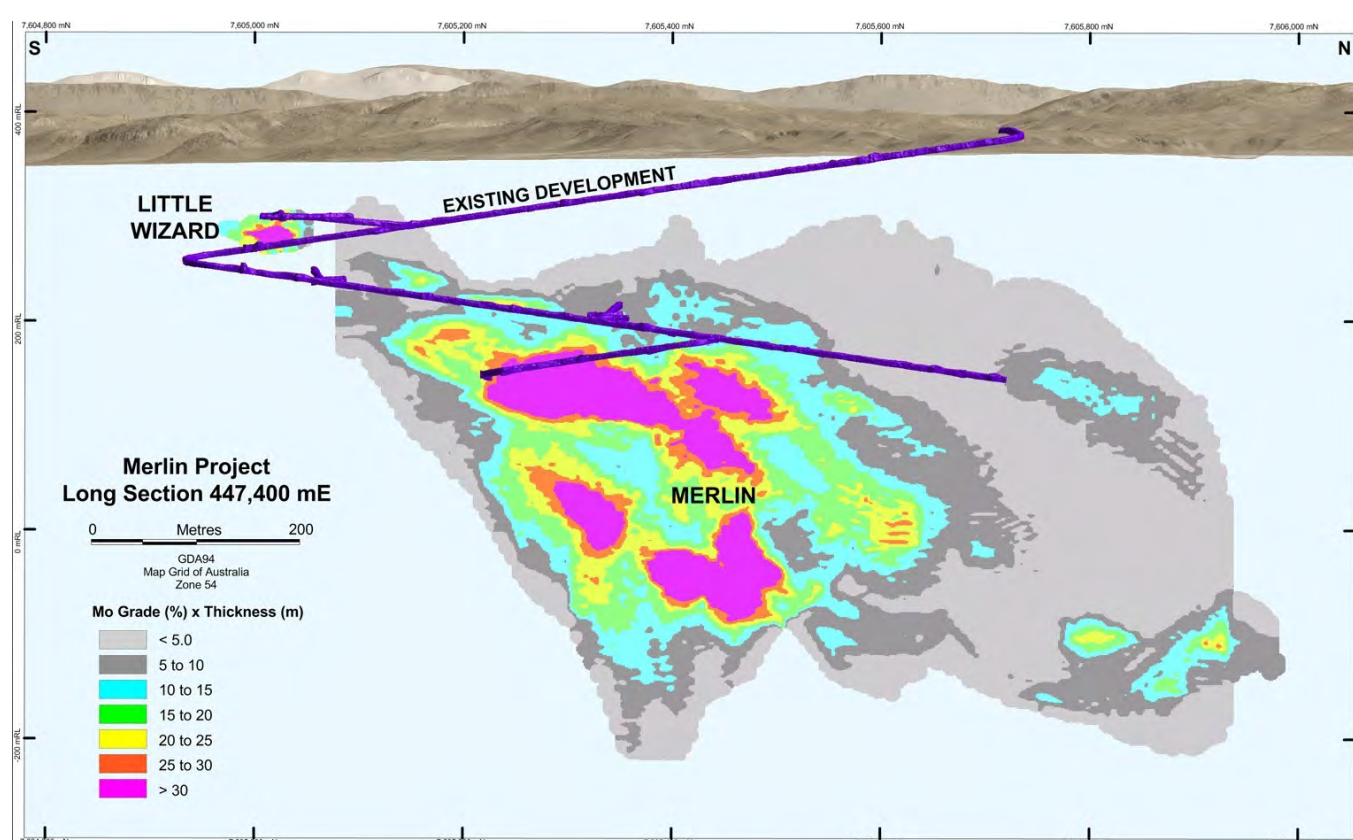 7,604,800 mN
7,605,000 mN
7,605,200 mN
7,605,400 mN
7,605,600 mN
7,605,800 mN
7,606,000 mN
S
N
400 mRL
LITTLE
WIZARD
EXISTING DEVELOPMENT
200 mRL
Merlin Project
Long Section 447,400 mE
MERLIN
0 Metres 200
0 mRL
GDA94
Map Grid of Australia
Zone 54
Mo Grade (%) x Thickness (m)
< 5.0
5 to 10
10 to 15
15 to 20
20 to 25
25 to 30
> 30
-200 mRL